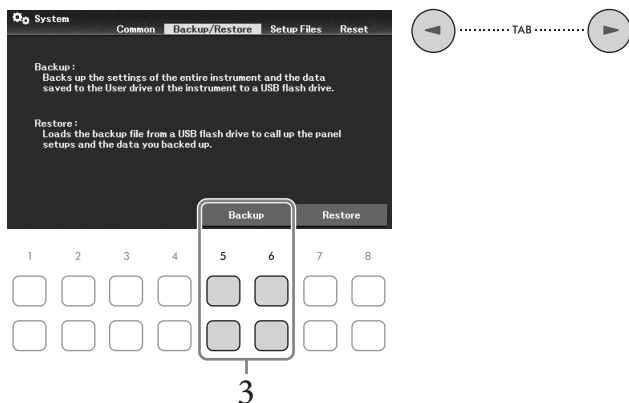 System
Common Backup/Restore Setup Files Reset
TAB
Backup :
Backs up the settings of the entire instrument and the data
saved to the User drive of the instrument to a USB flash drive.
Restore :
Loads the backup file from a USB flash drive to call up the panel
setups and the data you backed up.
Backup Restore
1 2 3 4 5 6 7 8
3